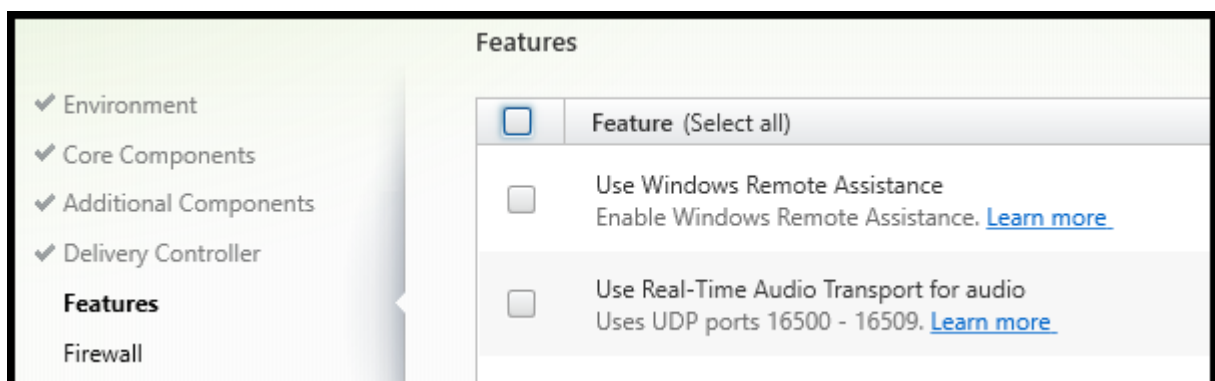 Features
Environment
Core Components
Additional Components
Delivery Controller
Features
Firewall
Feature (Select all)
Use Windows Remote Assistance
Enable Windows Remote Assistance. Learn more
Use Real-Time Audio Transport for audio
Uses UDP ports 16500 - 16509. Learn more